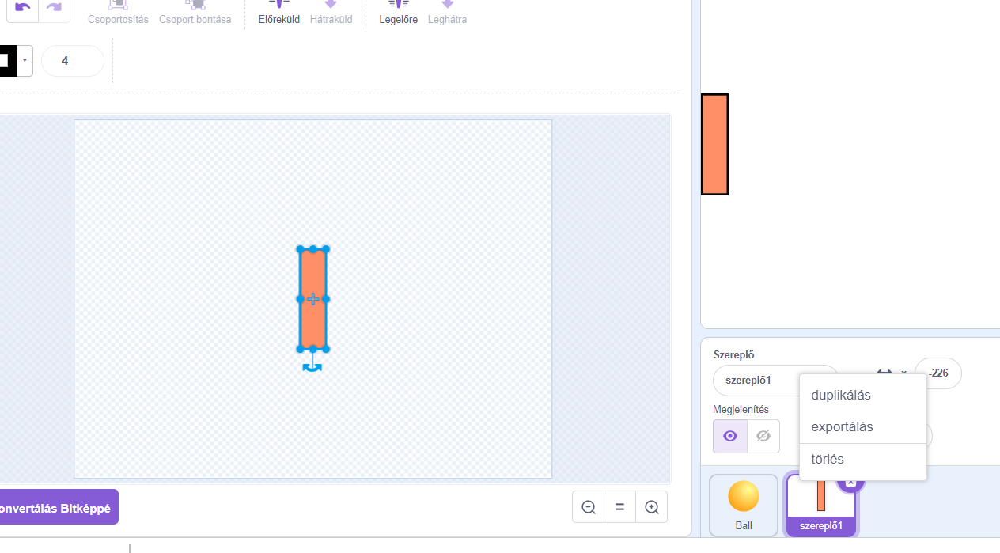 Csoportosítás Csoport bontása Előreküld Hátraküld Legelőre Leghátra
4
Szereplő
szereplő1
x -226
Megjelenítés
duplikálás
exportálás
törlés
onvertálás Bitképpé
Ball
szereplő1